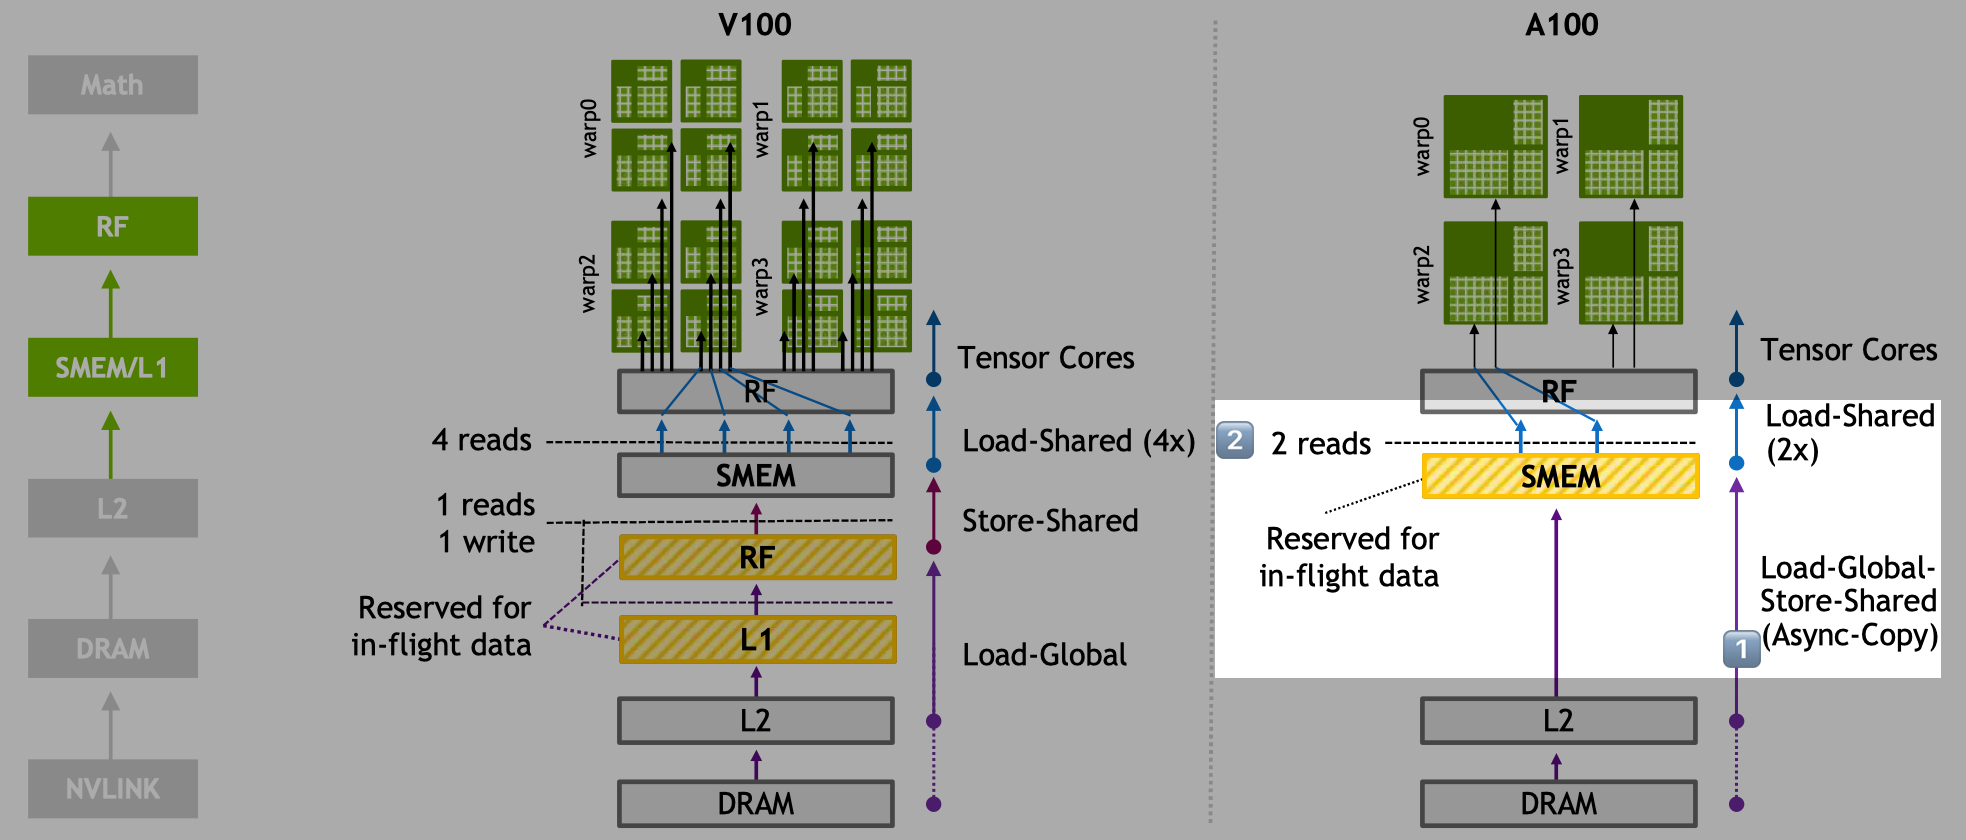 V100
A100
Math
RF
SMEM/L1
L2
DRAM
NVLINK
warp0
warp1
warp2
warp3
Tensor Cores
RF
4 reads
Load-Shared (4x)
SMEM
1 reads
1 write
Store-Shared
RF
Reserved for
in-flight data
L1
Load-Global
L2
DRAM
warp0
warp1
warp2
warp3
Tensor Cores
RF
Load-Shared
(2x)
2
2 reads
SMEM
Reserved for
in-flight data
Load-Global-
Store-Shared
(Async-Copy)
1
L2
DRAM